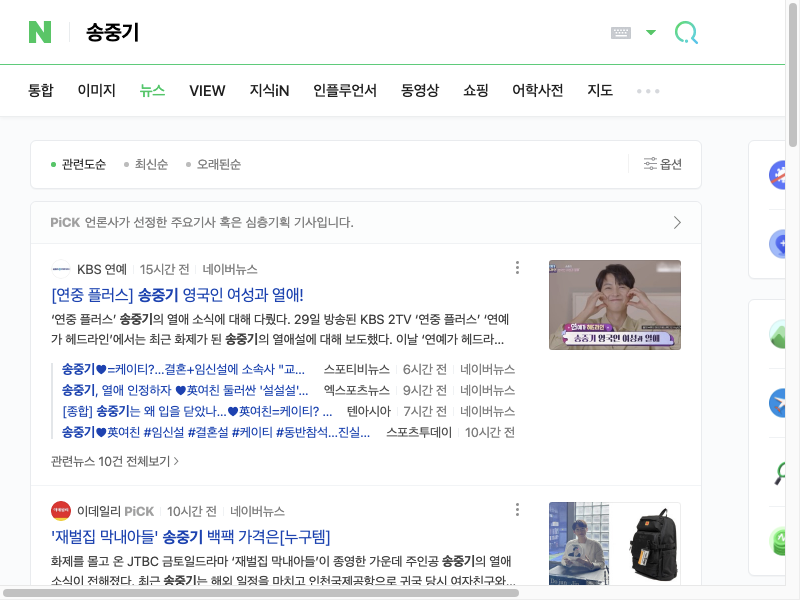 N 송중기
통합 이미지 뉴스 VIEW 지식iN 인플루언서 동영상 쇼핑 어학사전 지도
관련도순 최신순 오래된순 옵션
PiCK 언론사가 선정한 주요기사 혹은 심층기획 기사입니다.
KBS 연예 15시간 전 네이버뉴스
[연중 플러스] 송중기 영국인 여성과 열애!
‘연중 플러스’ 송중기의 열애 소식에 대해 다뤘다. 29일 방송된 KBS 2TV ‘연중 플러스’ ‘연예
가 헤드라인’에서는 최근 화제가 된 송중기의 열애설에 대해 보도했다. 이날 ‘연예가 헤드라...
연예가 헤드라인
송중기 영국인 여성과 열애
송중기♥=케이티?...결혼+임신설에 소속사 "교... 스포티비뉴스 6시간 전 네이버뉴스
송중기, 열애 인정하자 ♥英여친 둘러싼 '설설설'... 엑스포츠뉴스 9시간 전 네이버뉴스
[종합] 송중기는 왜 입을 닫았나...♥英여친=케이티? ... 텐아시아 7시간 전 네이버뉴스
송중기♥英여친 #임신설 #결혼설 #케이티 #동반참석...진실... 스포츠투데이 10시간 전
관련뉴스 10건 전체보기
이데일리 PiCK 10시간 전 네이버뉴스
'재벌집 막내아들' 송중기 백팩 가격은[누구템]
화제를 몰고 온 JTBC 금토일드라마 ‘재벌집 막내아들’이 종영한 가운데 주인공 송중기의 열애
소식이 전해졌다. 최근 송중기는 해외 일정을 마치고 인천국제공항으로 귀국 당시 여자친구와...